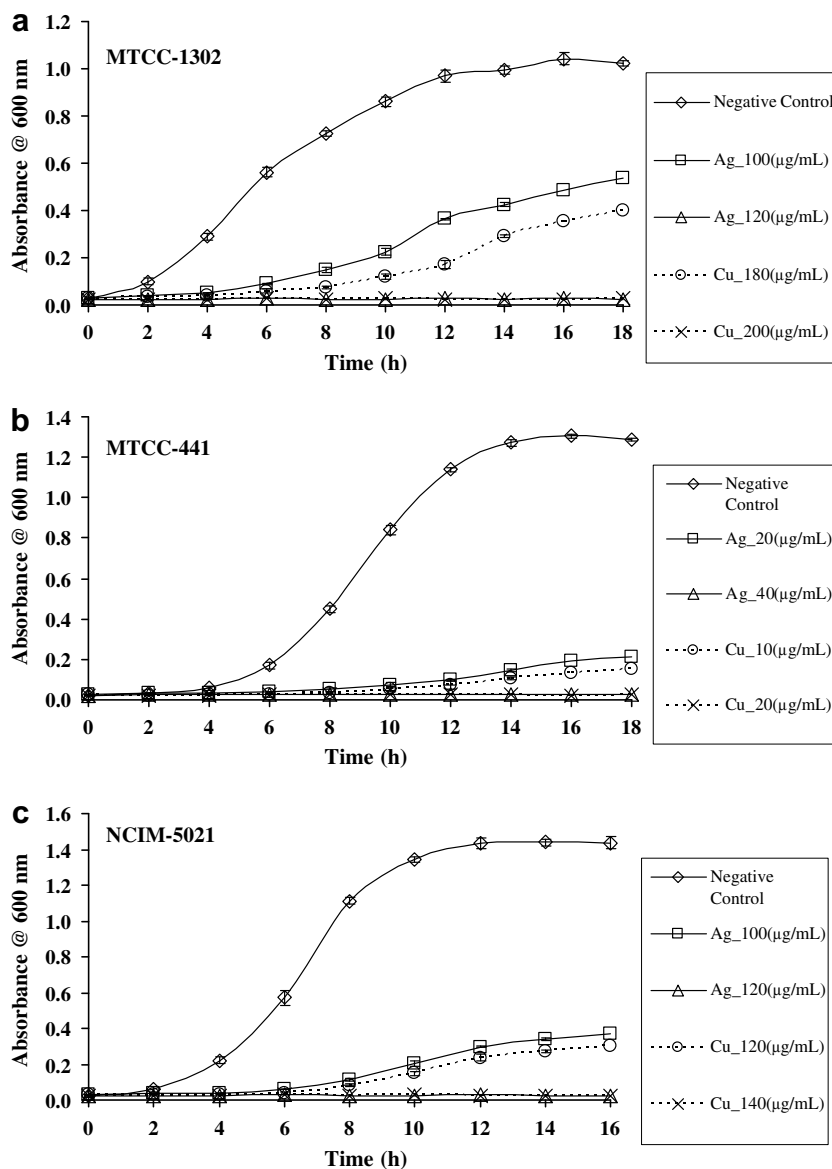 a
MTCC-1302
Absorbance @ 600 nm
1.2
1.0
0.8
0.6
0.4
0.2
0.0
0 2 4 6 8 10 12 14 16 18
Time (h)
Negative Control
Ag_100(µg/mL)
Ag_120(µg/mL)
Cu_180(µg/mL)
Cu_200(µg/mL)
b
MTCC-441
Absorbance @ 600 nm
1.4
1.2
1.0
0.8
0.6
0.4
0.2
0.0
0 2 4 6 8 10 12 14 16 18
Time (h)
Negative
Control
Ag_20(µg/mL)
Ag_40(µg/mL)
Cu_10(µg/mL)
Cu_20(µg/mL)
c
NCIM-5021
Absorbance @ 600 nm
1.6
1.4
1.2
1.0
0.8
0.6
0.4
0.2
0.0
0 2 4 6 8 10 12 14 16
Time (h)
Negative
Control
Ag_100(µg/mL)
Ag_120(µg/mL)
Cu_120(µg/mL)
Cu_140(µg/mL)